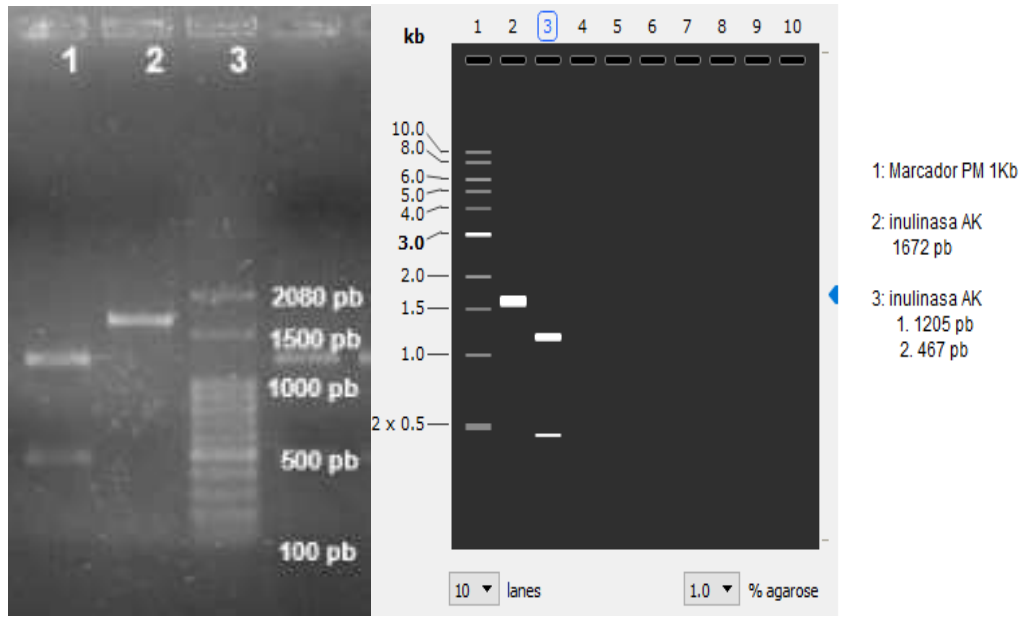 1 2 3
2080 pb
1500 pb
1000 pb
500 pb
100 pb
kb
1 2 3 4 5 6 7 8 9 10
10.0
8.0
6.0
5.0
4.0
3.0
2.0
1.5
1.0
2 x 0.5
10 lanes
1.0 % agarose
1: Marcador PM 1Kb
2: inulinasa AK
1672 pb
3: inulinasa AK
1. 1205 pb
2. 467 pb